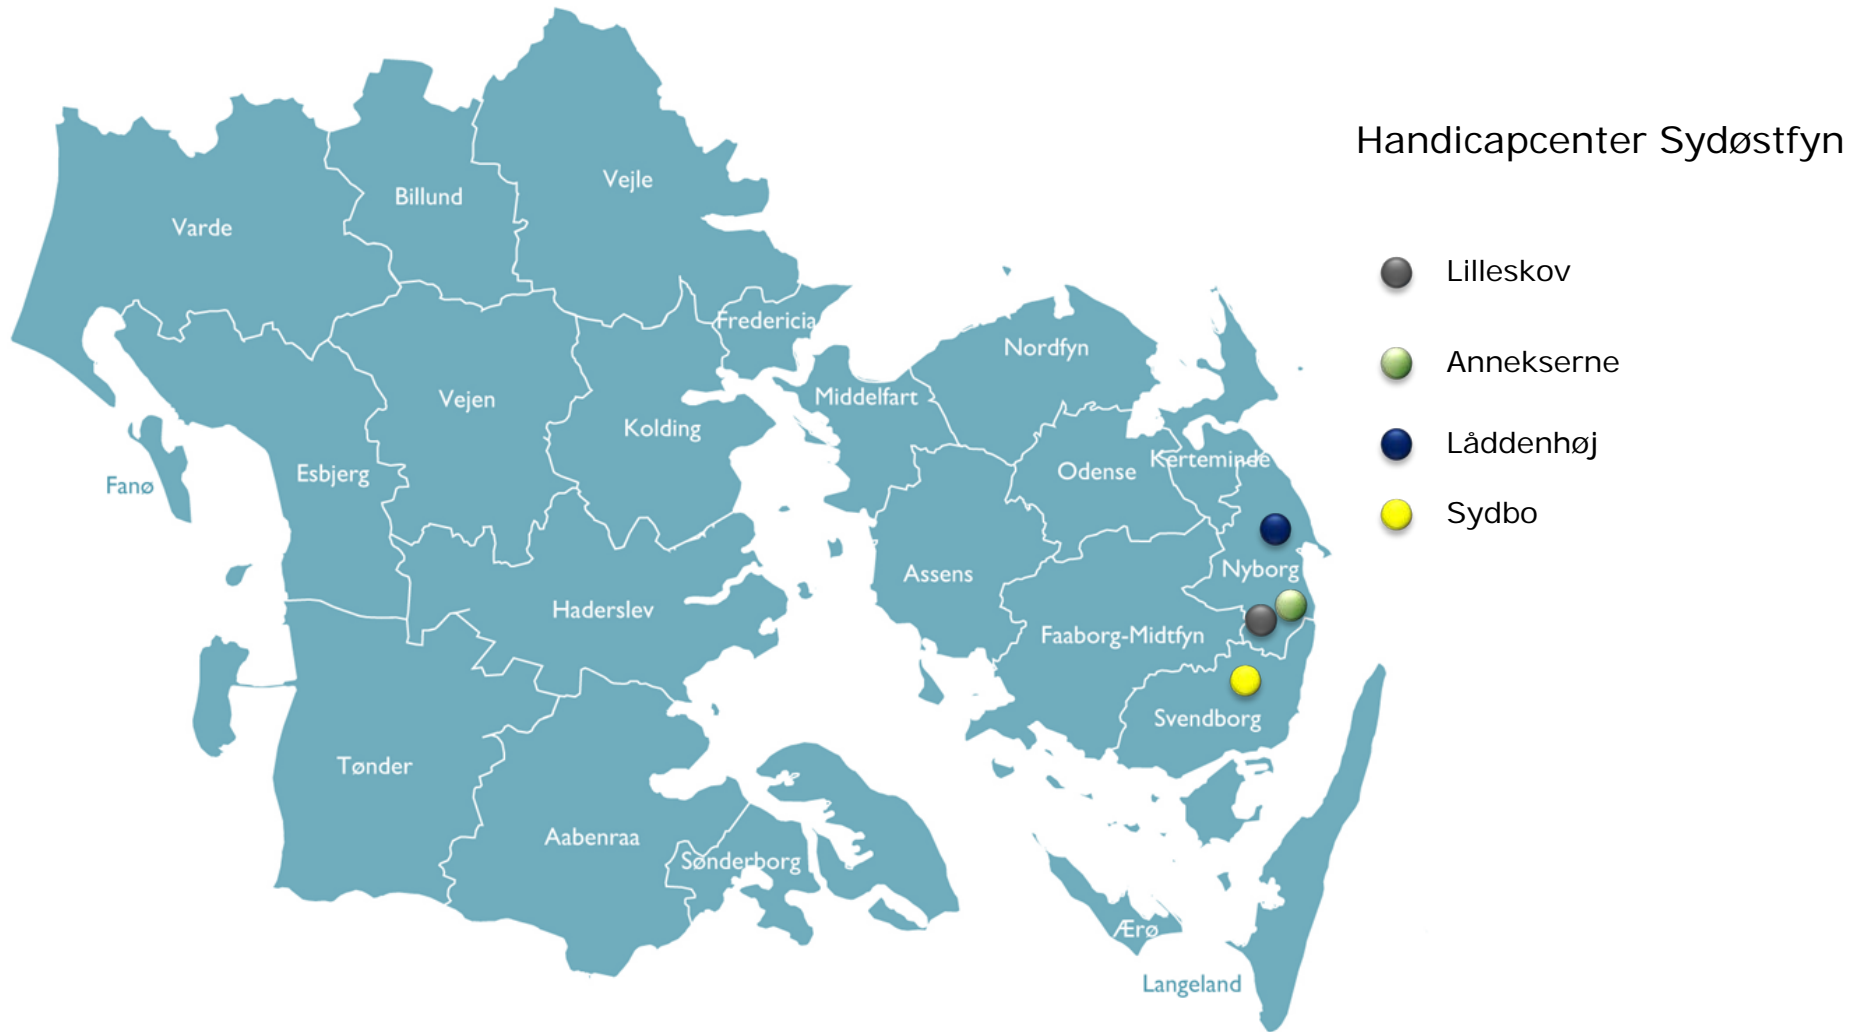 Handicapcenter Sydøstfyn
Lilleskov
Annekserne
Låddenhøj
Sydbo
Vejle
Billund
Varde
Fredericia
Nordfyn
Middelfart
Vejen
Kolding
Kerteminde
Odense
Esbjerg
Fanø
Nyborg
Assens
Haderslev
Faaborg-Midtfyn
Svendborg
Tønder
Aabenraa
Sønderborg
Ærø
Langeland